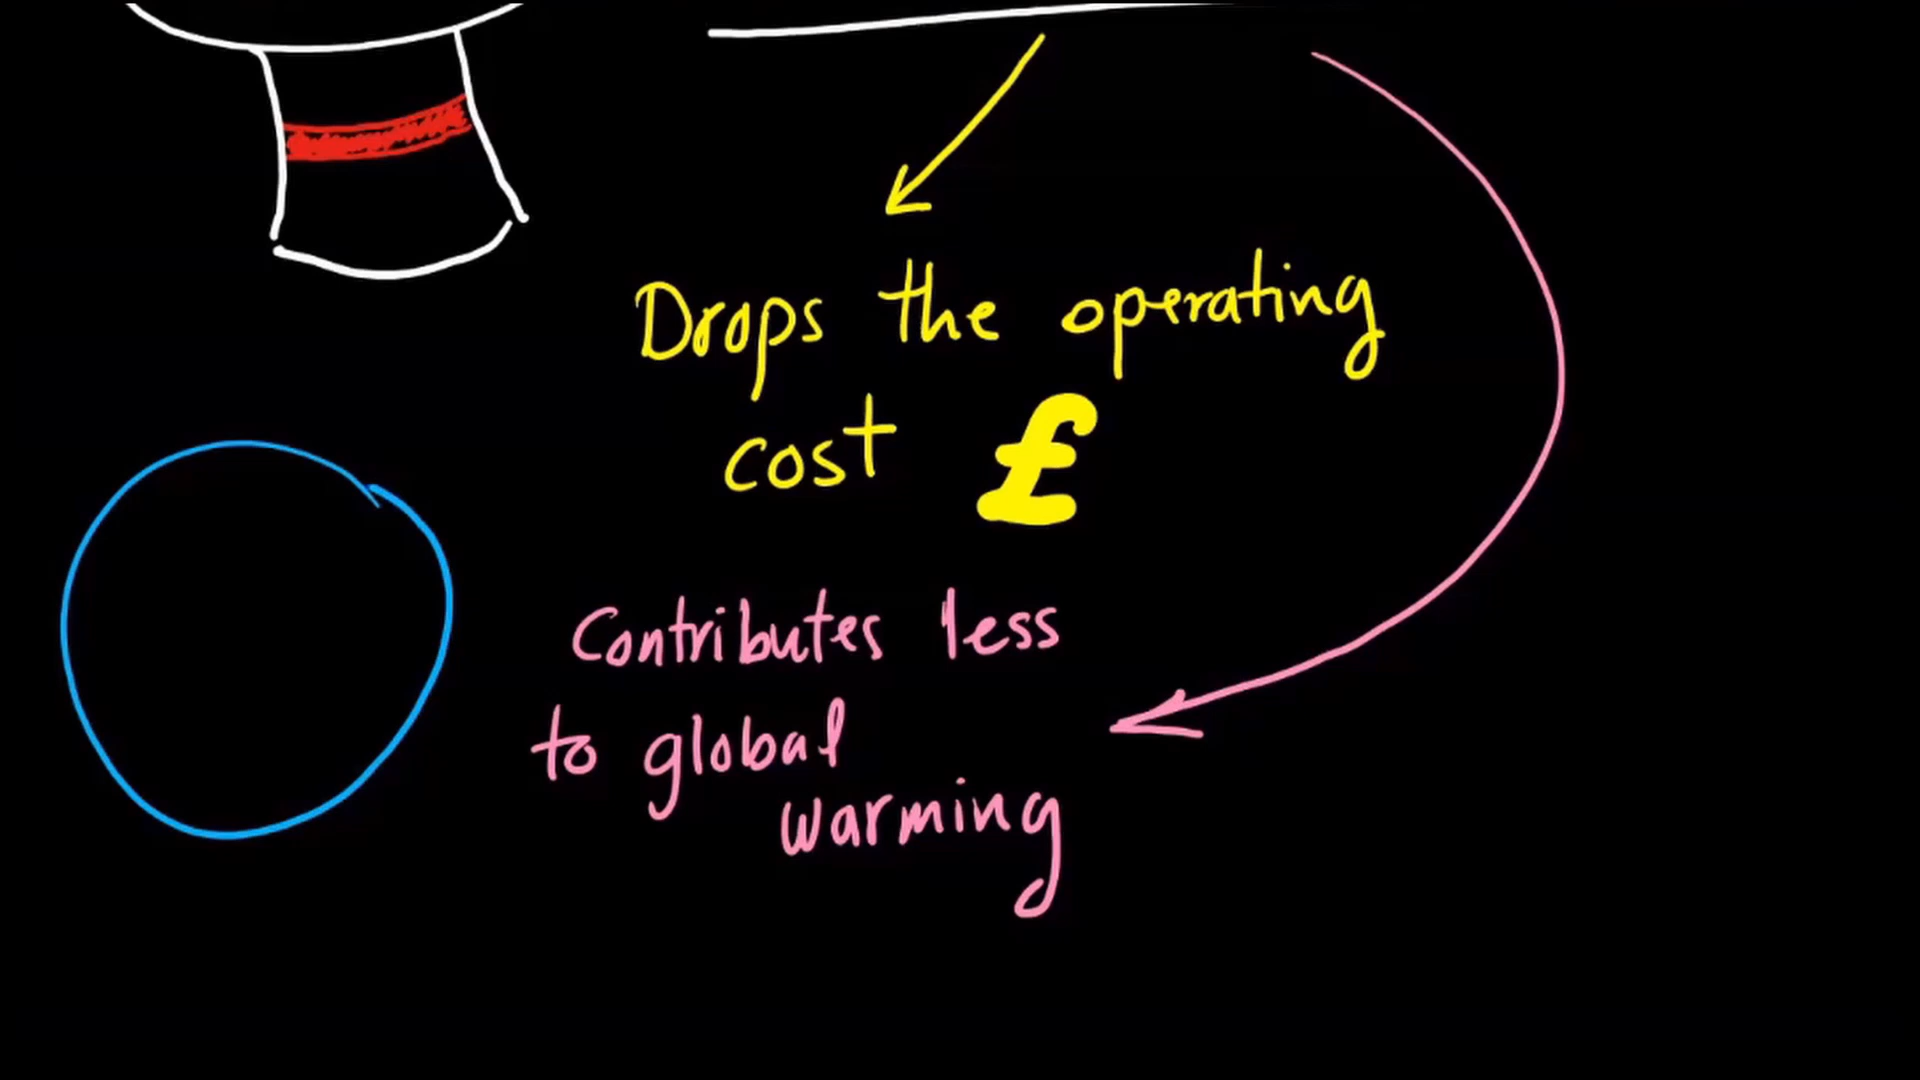 Drops the operating
cost £
Contributes less
to global
warming